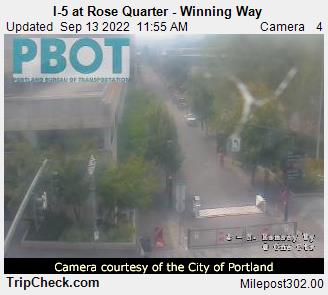 I-5 at Rose Quarter - Winning Way
Updated Sep 13 2022 11:55 AM Camera 4
PBOT
PORTLAND BUREAU OF TRANSPORTATION
Camera courtesy of the City of Portland
TripCheck.com Milepost302.00